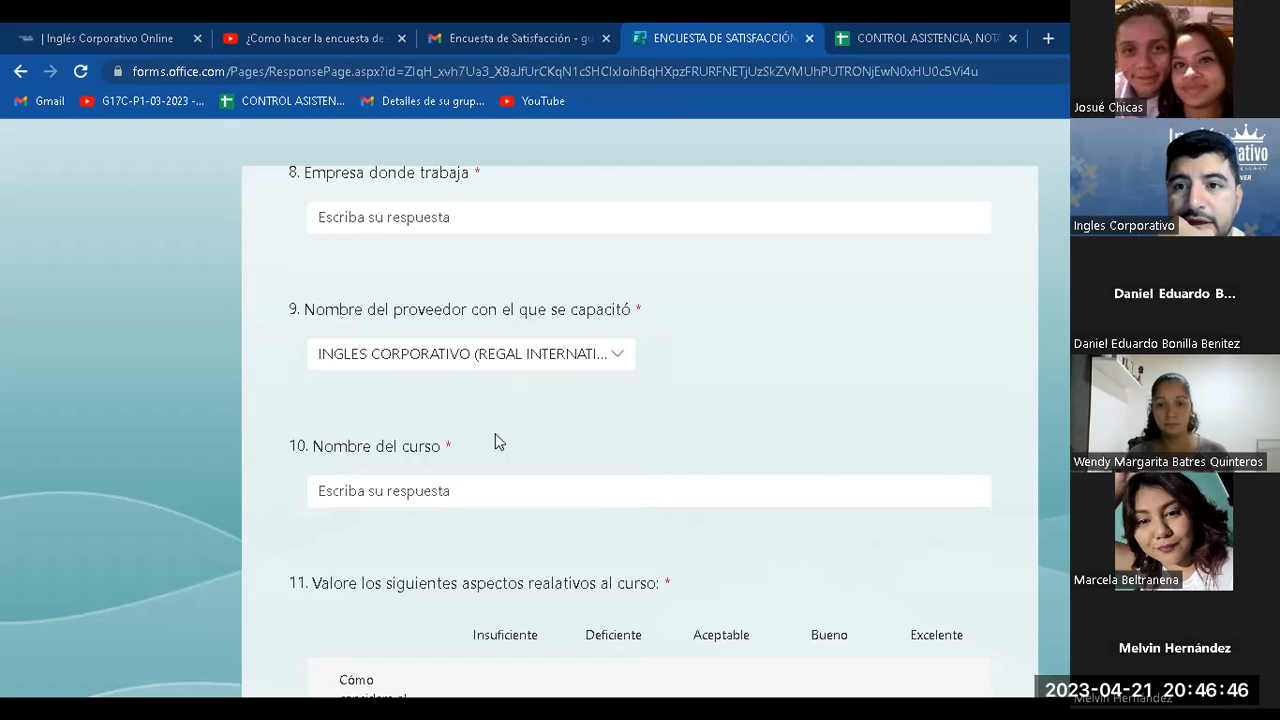 | Inglés Corporativo Online
¿Como hacer la encuesta de
Encuesta de Satisfacción - gu
ENCUESTA DE SATISFACCIÓN
CONTROL ASISTENCIA, NOTA
forms.office.com/Pages/ResponsePage.aspx?id=ZIqH_xvh7Ua3_X8aJfUrCKqN1cSHCIxIoihBqHXpzFRURFNETjUzSkZVMUhPUTRONjEwN0xHU0c5Vi4u
Gmail
G17C-P1-03-2023 -...
CONTROL ASISTEN...
Detalles de su grup...
YouTube
8. Empresa donde trabaja *
Escriba su respuesta
9. Nombre del proveedor con el que se capacitó *
INGLES CORPORATIVO (REGAL INTERNATI...
10. Nombre del curso *
Escriba su respuesta
11. Valore los siguientes aspectos realativos al curso: *
Insuficiente Deficiente Aceptable Bueno Excelente
Cómo
Josué Chicas
Ingles Corporativo
Daniel Eduardo B...
Daniel Eduardo Bonilla Benitez
Wendy Margarita Batres Quinteros
Marcela Beltranena
Melvin Hernández
2023-04-21 20:46:46
Melvin Hernández